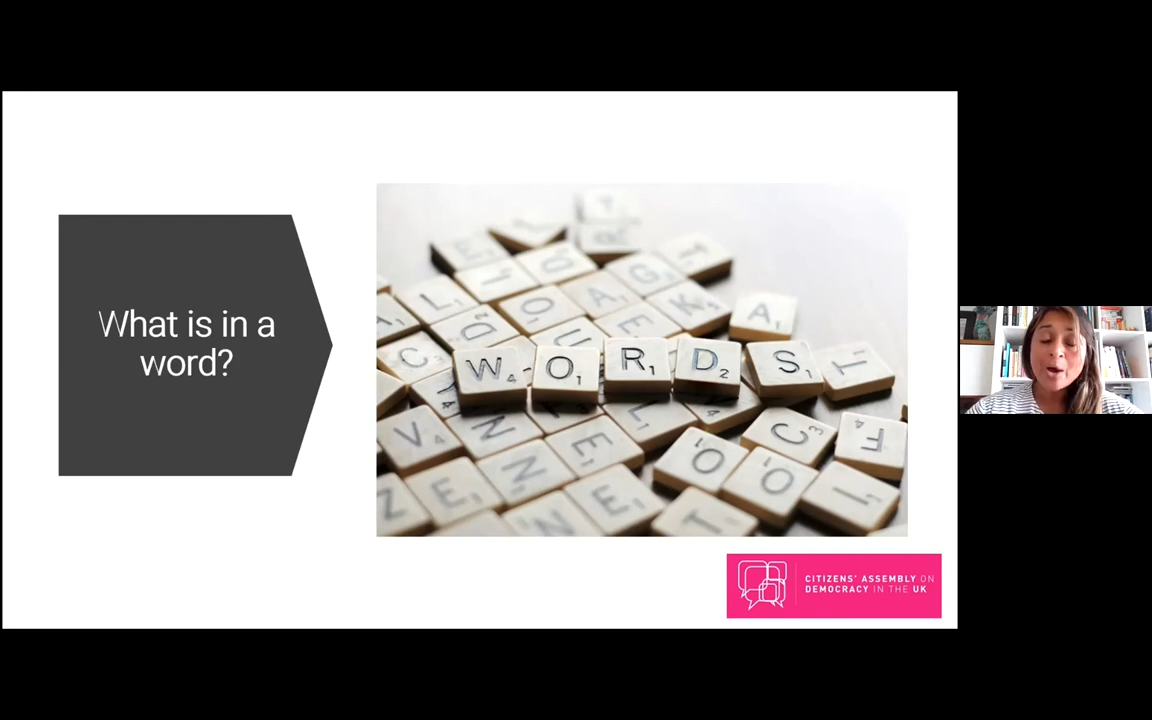 What is in a
word?
WORDS
CITIZENS' ASSEMBLY ON
DEMOCRACY IN THE UK